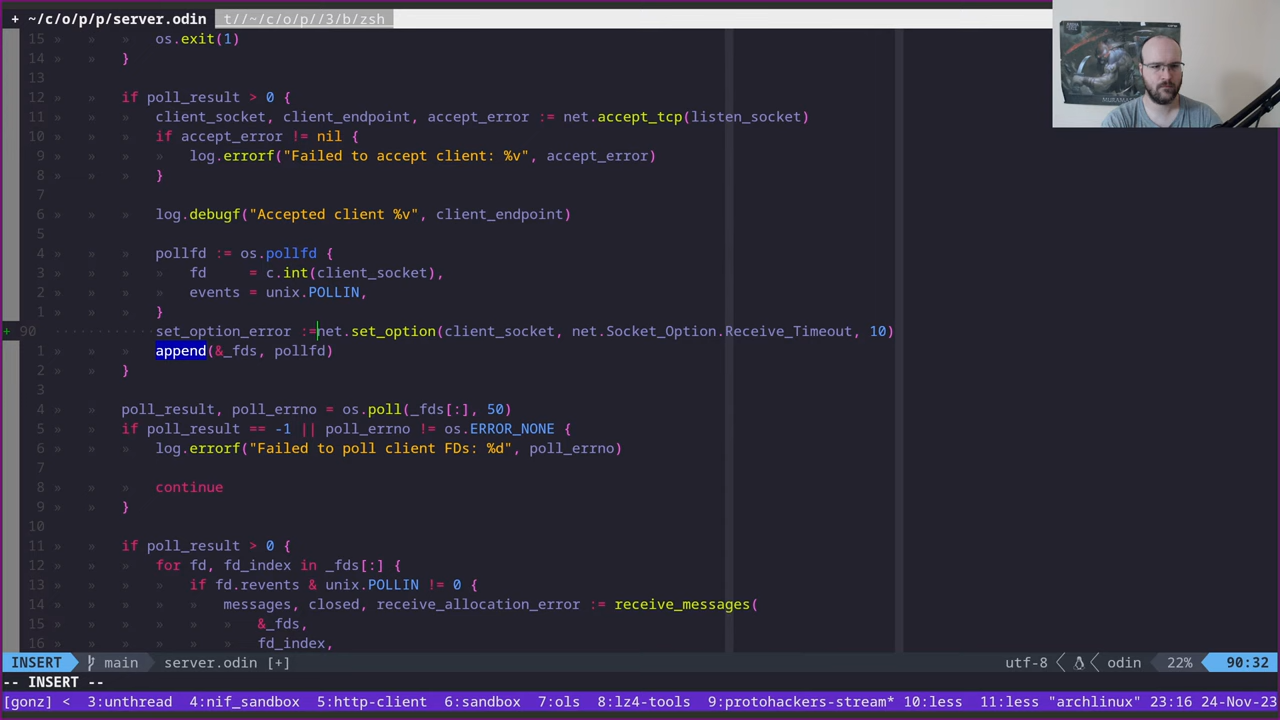 + ~/c/o/p/p/server.odin t//~/c/o/p//3/b/zsh
15 » » os.exit(1)
14 » » }
13
12 » » if poll_result > 0 {
11 » » » client_socket, client_endpoint, accept_error := net.accept_tcp(listen_socket)
10 » » » if accept_error != nil {
9 » » » » log.errorf("Failed to accept client: %v", accept_error)
8 » » » }
7
6 » » » log.debugf("Accepted client %v", client_endpoint)
5
4 » » » pollfd := os.pollfd {
3 » » » » fd     = c.int(client_socket),
2 » » » » events = unix.POLLIN,
1 » » » }
+ 90 ············ set_option_error :=net.set_option(client_socket, net.Socket_Option.Receive_Timeout, 10)
1 » » » append(&_fds, pollfd)
2 » » }
3
4 » » poll_result, poll_errno = os.poll(_fds[:], 50)
5 » » if poll_result == -1 || poll_errno != os.ERROR_NONE {
6 » » » log.errorf("Failed to poll client FDs: %d", poll_errno)
7
8 » » » continue
9 » » }
10
11 » » if poll_result > 0 {
12 » » » for fd, fd_index in _fds[:] {
13 » » » » if fd.revents & unix.POLLIN != 0 {
14 » » » » » messages, closed, receive_allocation_error := receive_messages(
15 » » » » » » &_fds,
16 » » » » » » fd_index,
INSERT main server.odin [+] utf-8 odin 22% 90:32
-- INSERT --
[gonz] < 3:unthread 4:nif_sandbox 5:http-client 6:sandbox 7:ols 8:lz4-tools 9:protohackers-stream* 10:less 11:less "archlinux" 23:16 24-Nov-23